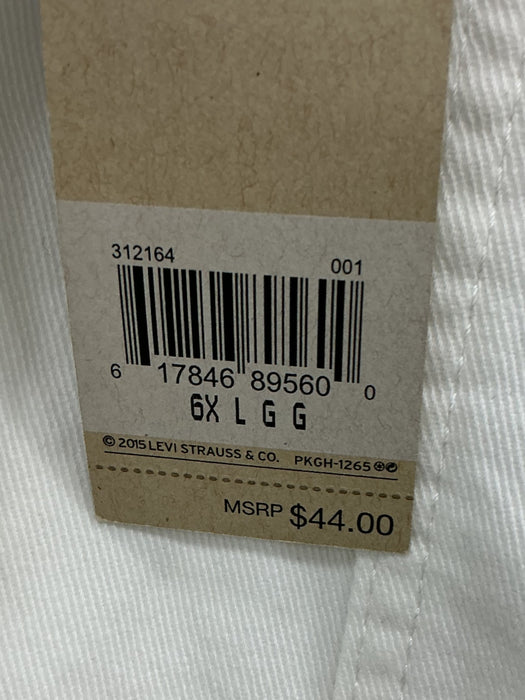 312164
001
6 17846 89560 0
6X L G G
© 2015 LEVI STRAUSS & CO. PKGH-1265
MSRP $44.00